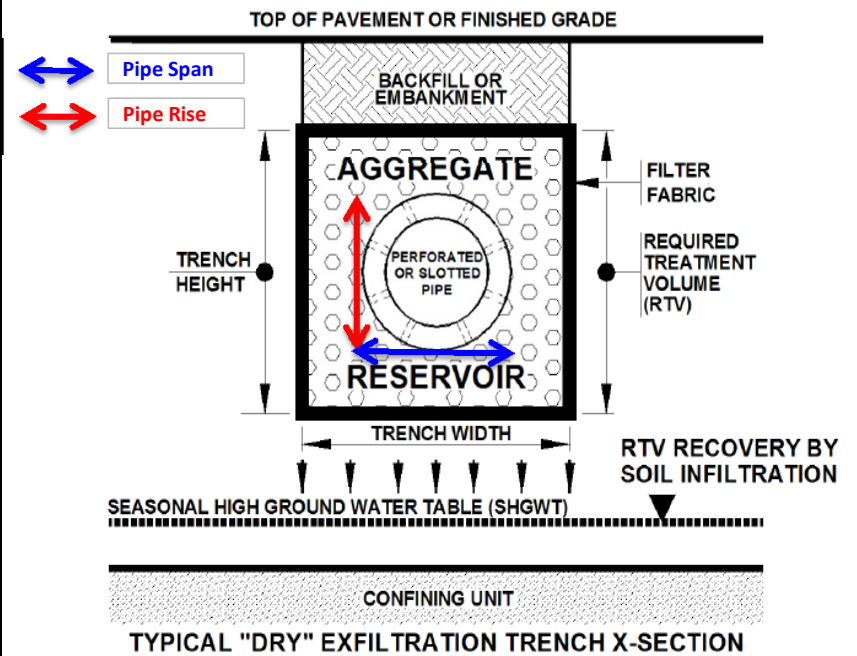 TOP OF PAVEMENT OR FINISHED GRADE
Pipe Span
Pipe Rise
BACKFILL OR
EMBANKMENT
AGGREGATE
FILTER
FABRIC
PERFORATED
OR SLOTTED
PIPE
TRENCH
HEIGHT
REQUIRED
TREATMENT
VOLUME
(RTV)
RESERVOIR
TRENCH WIDTH
RTV RECOVERY BY
SOIL INFILTRATION
SEASONAL HIGH GROUND WATER TABLE (SHGWT)
CONFINING UNIT
TYPICAL "DRY" EXFILTRATION TRENCH X-SECTION